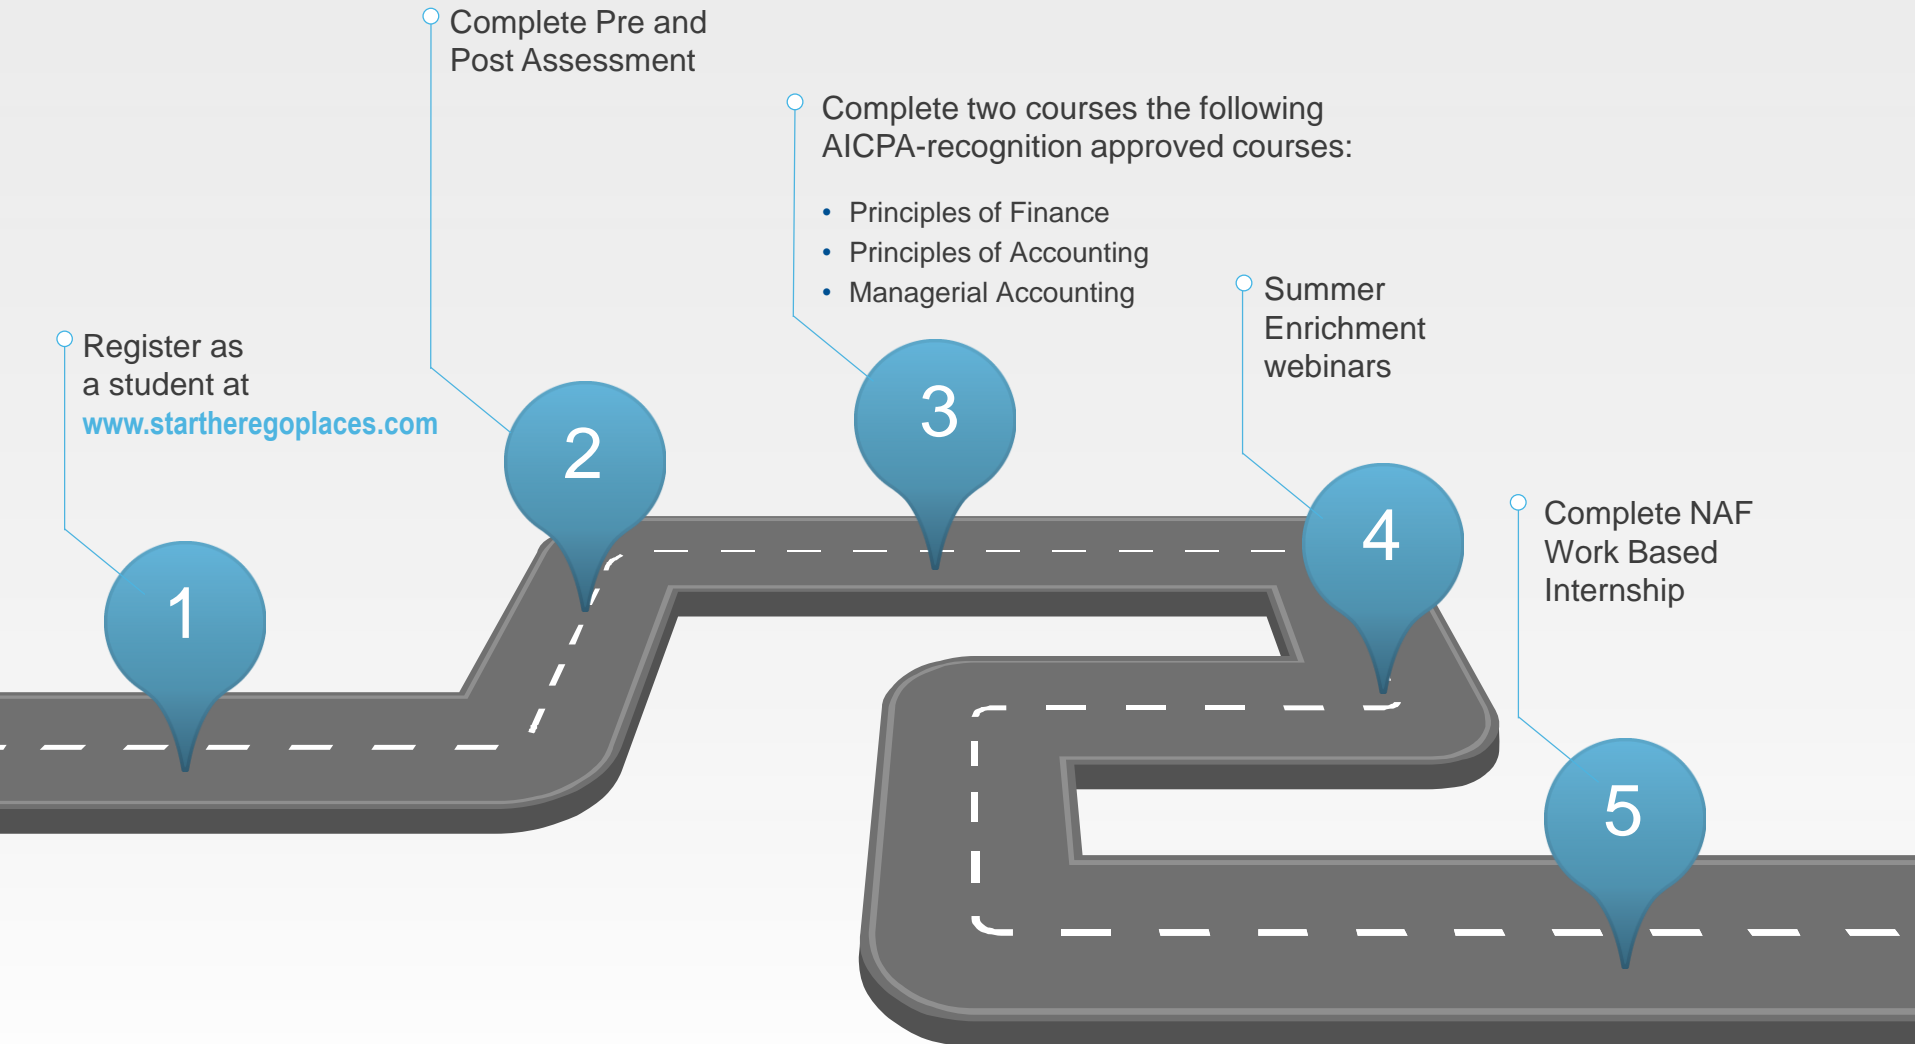 Complete Pre and
Post Assessment
Complete two courses the following
AICPA-recognition approved courses:
• Principles of Finance
• Principles of Accounting
• Managerial Accounting
Summer
Enrichment
webinars
Register as
a student at
www.startheregoplaces.com
3
2
Complete NAF
Work Based
Internship
4
1
5